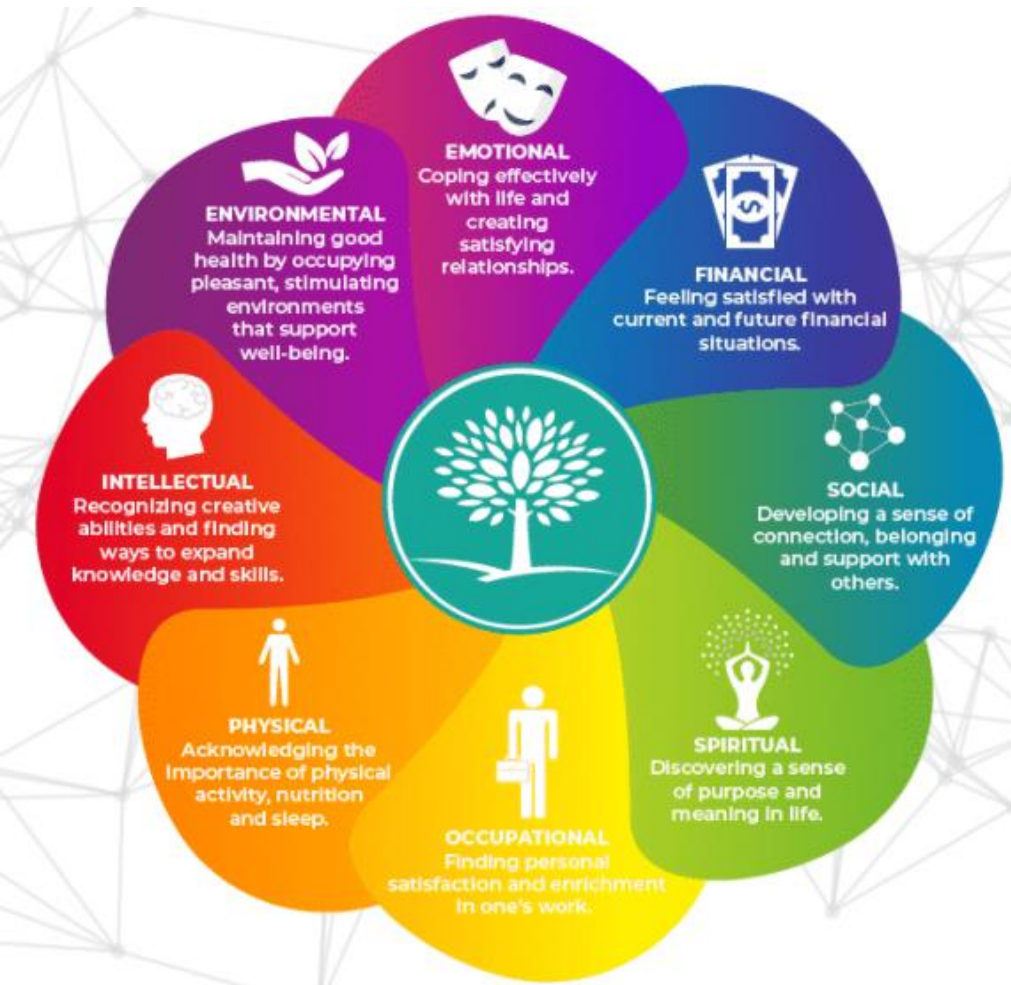 EMOTIONAL
Coping effectively
with life and
creating
satisfying
relationships.
FINANCIAL
Feeling satisfied with
current and future financial
situations.
SOCIAL
Developing a sense of
connection, belonging
and support with
others.
SPIRITUAL
Discovering a sense
of purpose and
meaning in life.
OCCUPATIONAL
Finding personal
satisfaction and enrichment
in one's work.
PHYSICAL
Acknowledging the
importance of physical
activity, nutrition
and sleep.
INTELLECTUAL
Recognizing creative
abilities and finding
ways to expand
knowledge and skills.
ENVIRONMENTAL
Maintaining good
health by occupying
pleasant, stimulating
environments
that support
well-being.